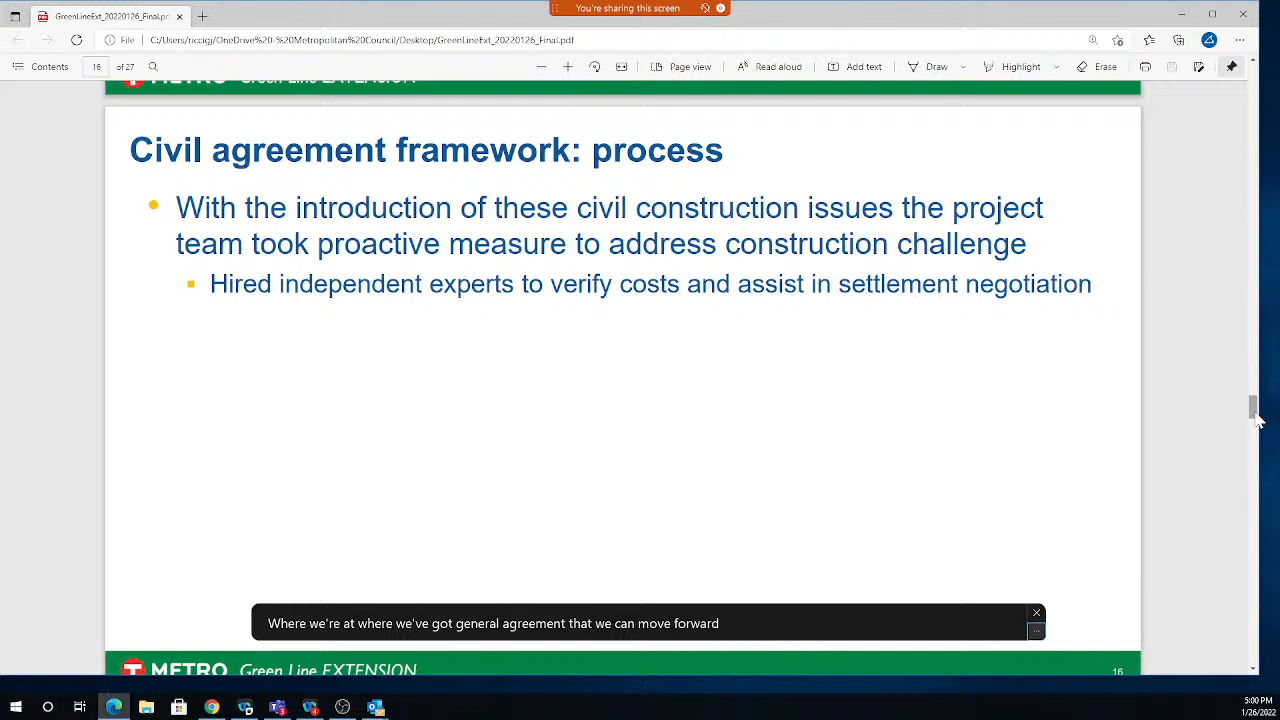 You're sharing this screen
GreenLineExt_20220126_Final.pd
File C:/Users/riccigj/OneDrive%20-%20Metropolitan%20Council/Desktop/GreenLineExt_20220126_Final.pdf
Contents 16 of 27 Page view Read aloud Add text Draw Highlight Erase
METRO Green Line EXTENSION
Civil agreement framework: process
With the introduction of these civil construction issues the project
team took proactive measure to address construction challenge
Hired independent experts to verify costs and assist in settlement negotiation
Where we're at where we've got general agreement that we can move forward
T METRO Green Line EXTENSION 16
5:00 PM
1/26/2022